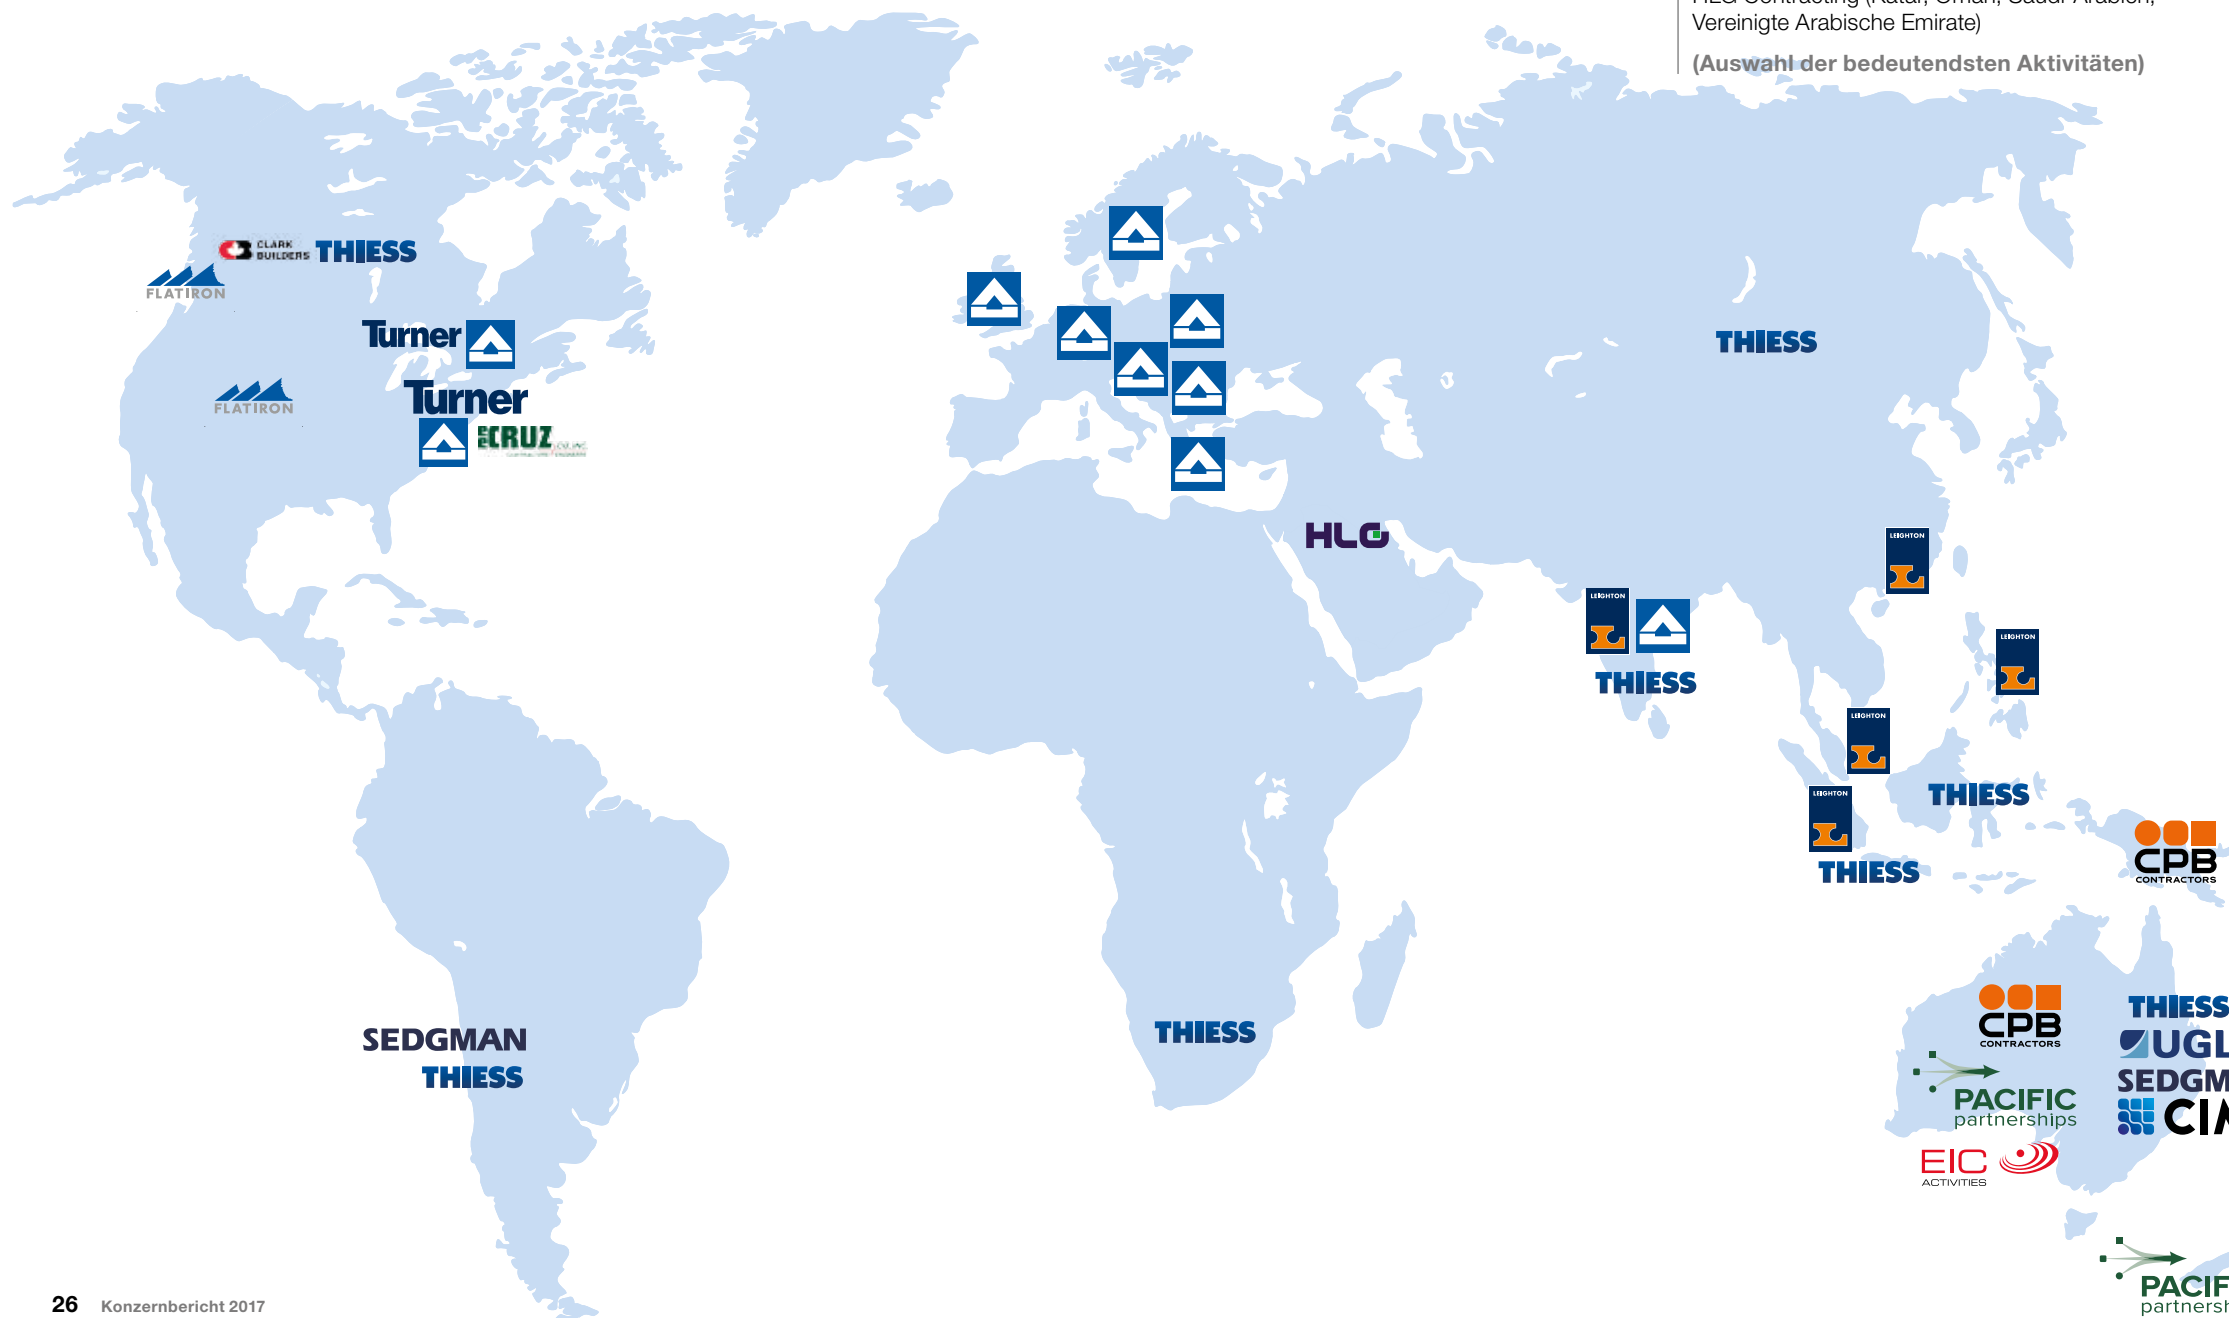 Vereinigte Arabische Emirate)
(Auswahl der bedeutendsten Aktivitäten)
CLARK
BUILDERS
THIESS
FLATIRON
Turner
THIESS
FLATIRON
Turner
CRUZ
HLG
LEIGHTON
LEIGHTON
THIESS
LEIGHTON
LEIGHTON
THIESS
LEIGHTON
THIESS
CPB
CONTRACTORS
SEDGMAN
THIESS
THIESS
CPB
CONTRACTORS
THIESS
UGL
PACIFIC
partnerships
EIC
ACTIVITIES
26 Konzernbericht 2017